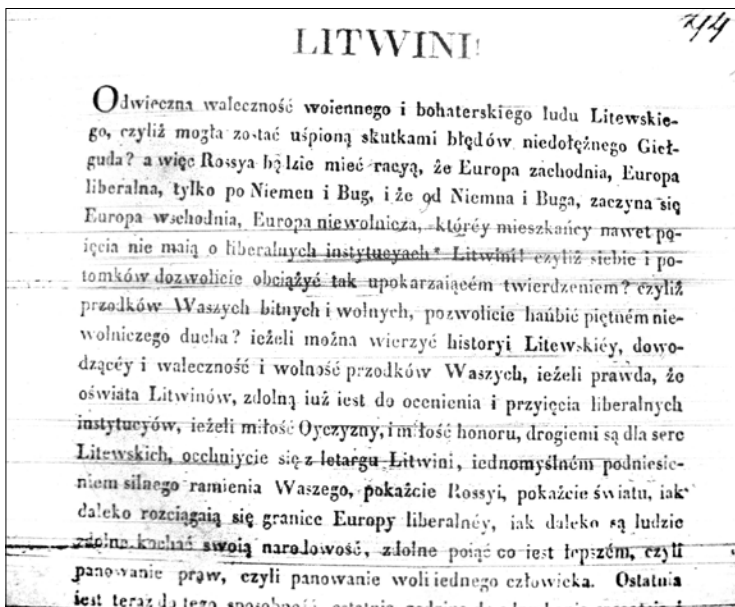 244
LITWINI!
Odwieczna waleczność woiennego i bohaterskiego ludu Litewskie-
go, czyliż mogła zostać uśpioną skutkami błędów niedołężnego Gieł-
guda? a więc Rossya będzie mieć racyą, że Europa zachodnia, Europa
liberalna, tylko po Niemen i Bug, i że od Niemna i Buga, zaczyna się
Europa wschodnia, Europa niewolnicza, któréy mieszkańcy nawet po-
ięcia nie maią o liberalnych instytucyach? Litwini! czyliż siebie i po-
tomków dozwolicie obciążyć tak upokarzaiącém twierdzeniem? czyliż
przodków Waszych bitnych i wolnych, pozwolicie hańbić piętném nie-
wolniczego ducha? ieżeli można wierzyć historyi Litewskiéy, dowo-
dzącéy i waleczność i wolność przodków Waszych, ieżeli prawda, że
oświata Litwinów, zdolną iuż iest do ocenienia i przyięcia liberalnych
instytucyów, ieżeli miłość Oyczyzny, i miłość honoru, drogiemi są dla serc
Litewskich, occhniycie się z letargu Litwini, iednomyślném podniesie-
niem silnego ramienia Waszego, pokażcie Rossyi, pokażcie światu, iak
daleko rozciągaią się granice Europy liberalnéy, iak daleko są ludzie
zdolne kochać swoią narodowość, zdolne poiąć co iest lepszém, czyli
panowanie praw, czyli panowanie woli iednego człowieka. Ostatnia
iest teraz do tego sposobność, ostatnia